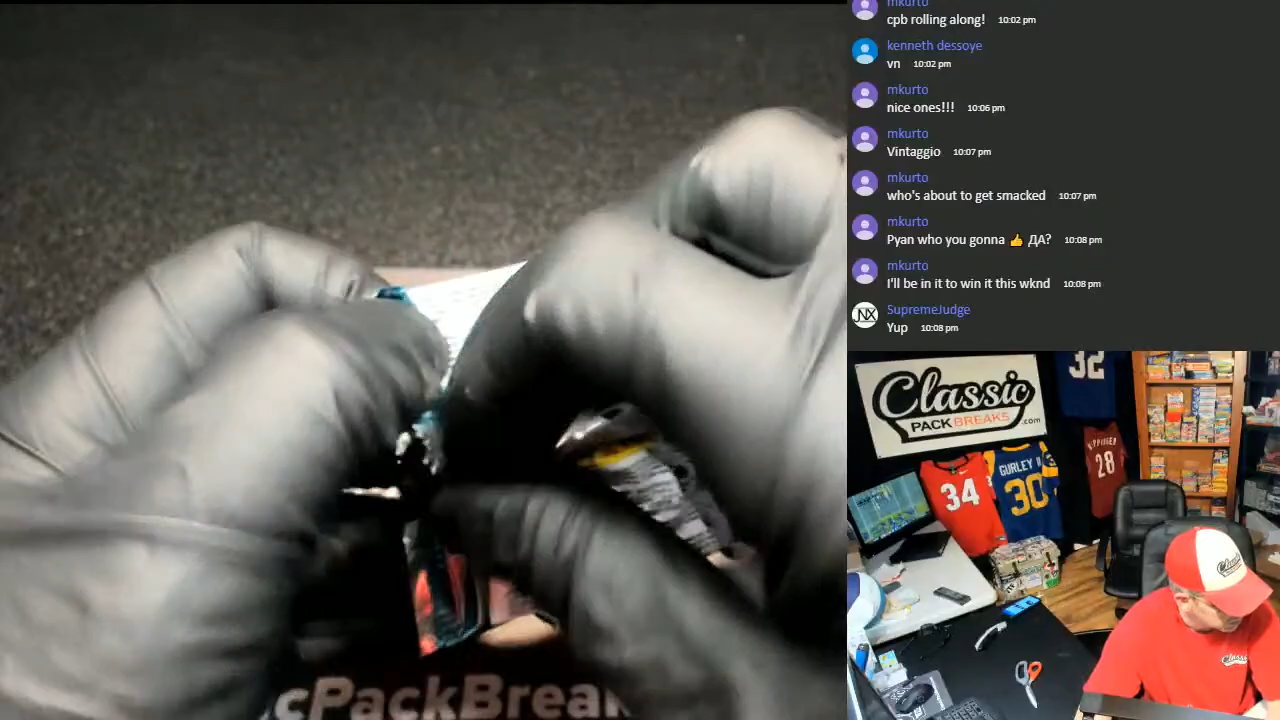 mkurto
cpb rolling along! 10:02 pm
kenneth dessoye
vn 10:02 pm
mkurto
nice ones!!! 10:06 pm
mkurto
Vintaggio 10:07 pm
mkurto
who's about to get smacked 10:07 pm
mkurto
Pyan who you gonna 👍 ДА? 10:08 pm
mkurto
I'll be in it to win it this wknd 10:08 pm
SupremeJudge
Yup 10:08 pm
Classic
PACKBREAKS.com
32
34
GURLEY II
30
28
Classic
cPackBreak